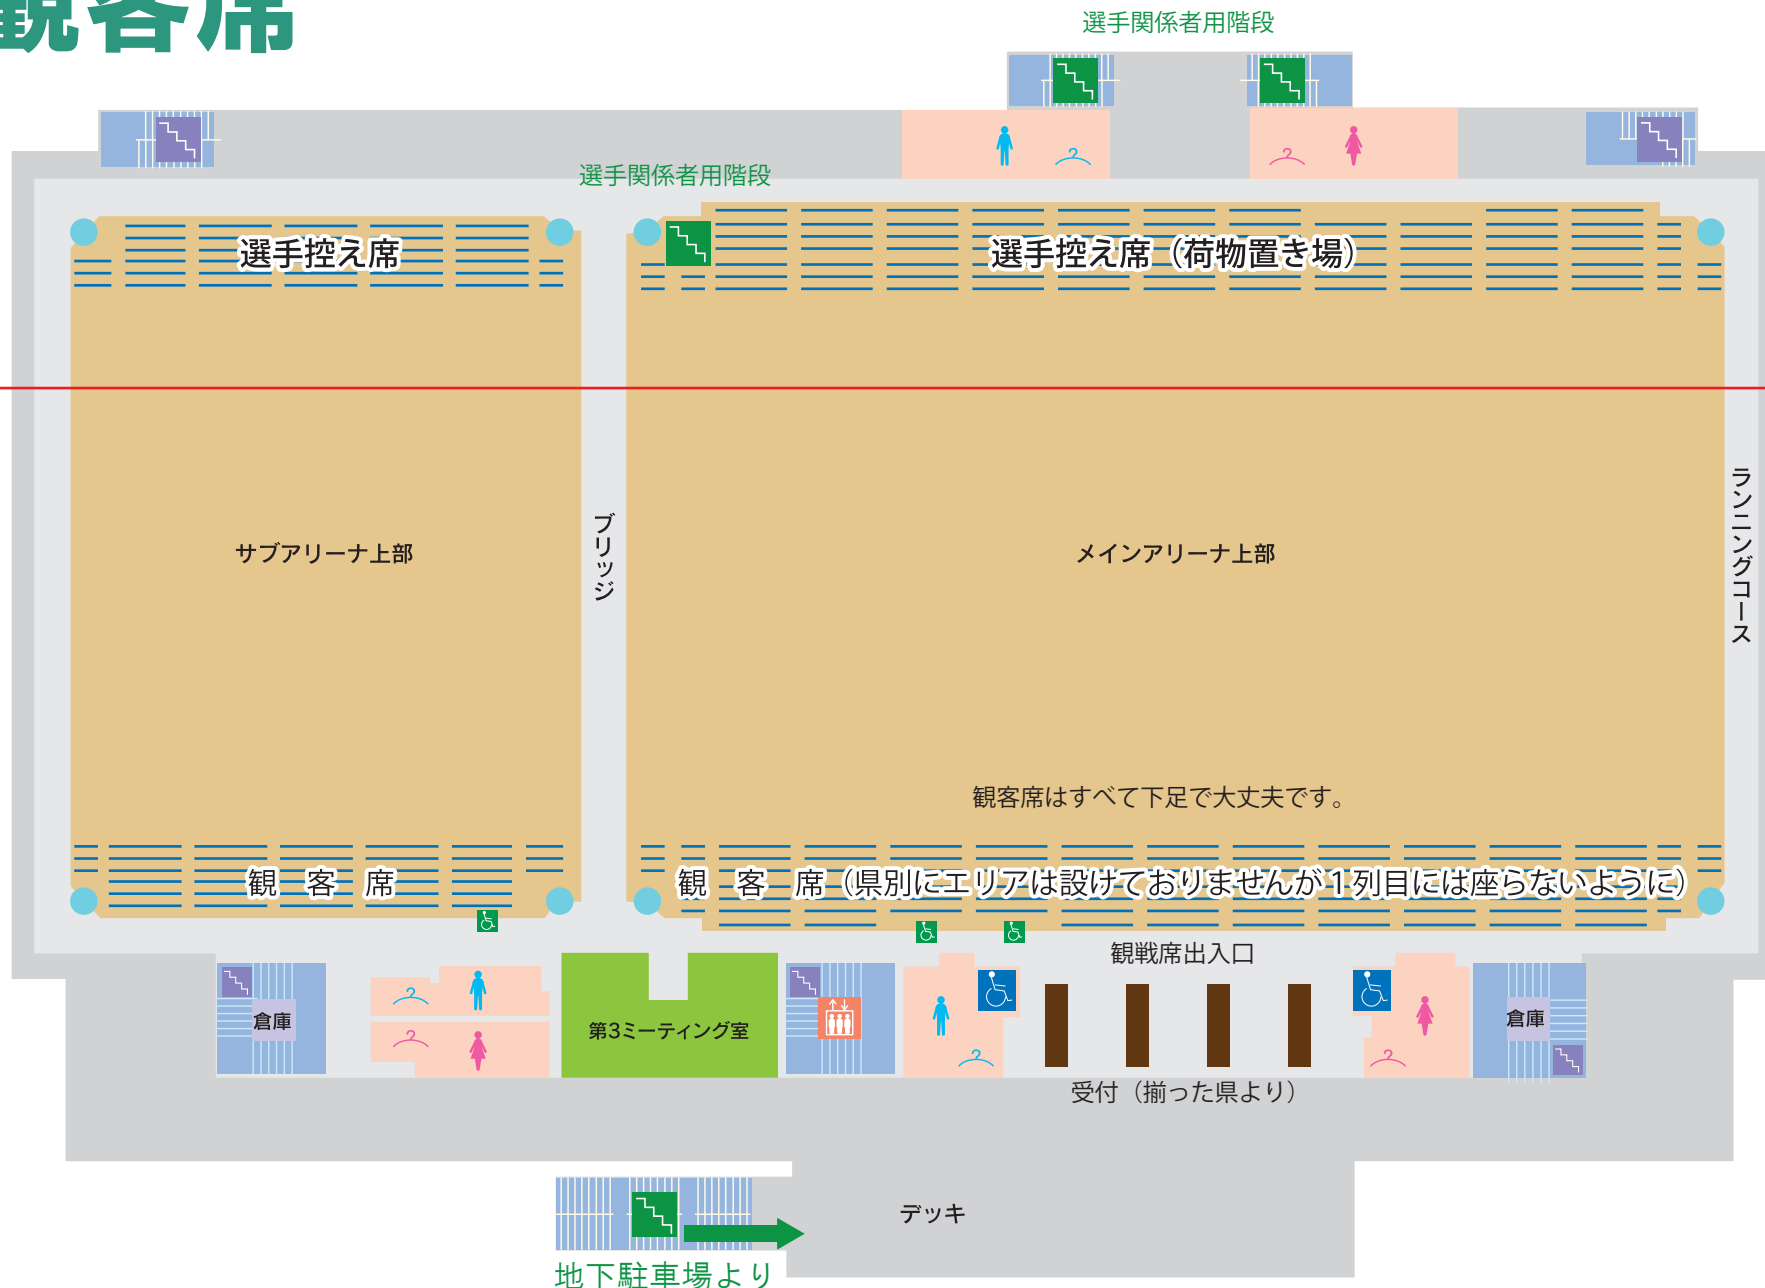 観客席
選手関係者用階段
選手関係者用階段
選手控え席
選手控え席（荷物置き場）
サブアリーナ上部
ブリッジ
メインアリーナ上部
ランニングコース
観客席はすべて下足で大丈夫です。
観　客　席
観　客　席（県別にエリアは設けておりませんが１列目には座らないように）
観戦席出入口
倉庫
第3ミーティング室
倉庫
受付（揃った県より）
デッキ
地下駐車場より